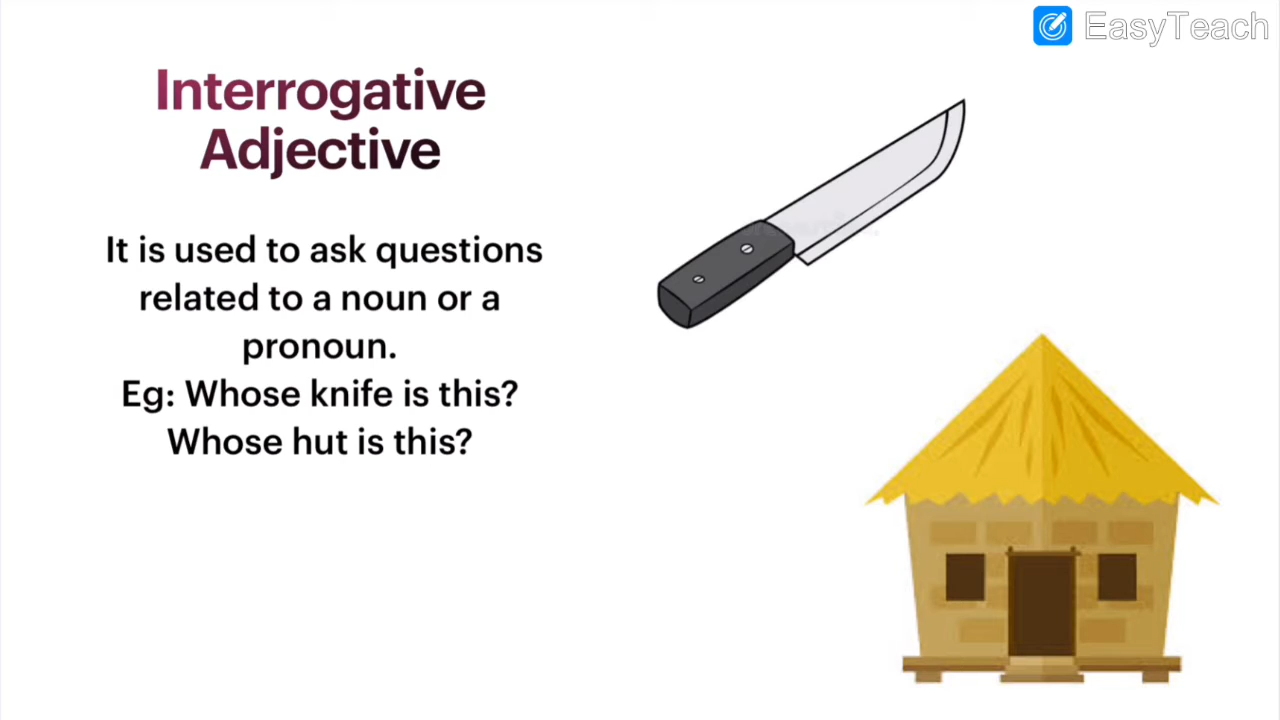 EasyTeach
Interrogative
Adjective
It is used to ask questions
related to a noun or a
pronoun.
Eg: Whose knife is this?
Whose hut is this?